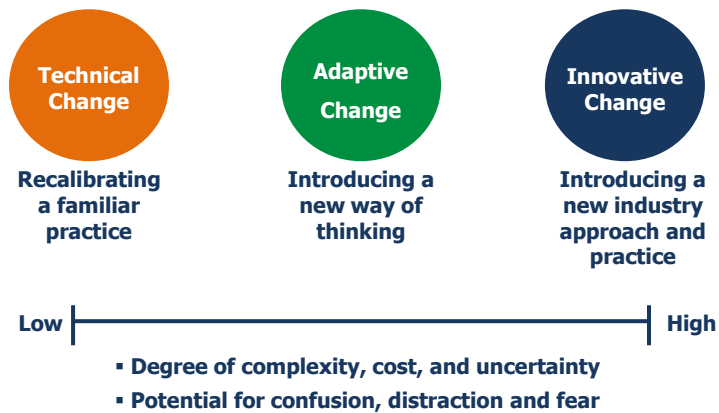 Technical
Change
Adaptive
Change
Innovative
Change
Recalibrating
a familiar
practice
Introducing a
new way of
thinking
Introducing a
new industry
approach and
practice
Low
High
▪ Degree of complexity, cost, and uncertainty
▪ Potential for confusion, distraction and fear